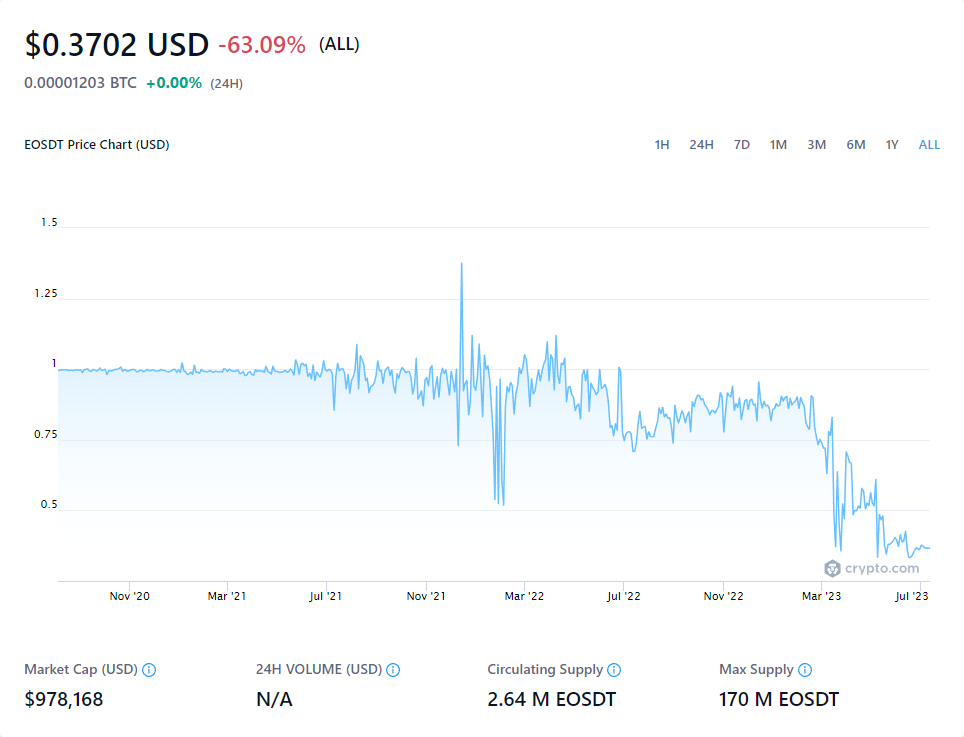 $0.3702 USD -63.09% (ALL)
0.00001203 BTC +0.00% (24H)
EOSDT Price Chart (USD) 1H 24H 7D 1M 3M 6M 1Y ALL
1.5
1.25
1
0.75
0.5
crypto.com
Nov '20 Mar '21 Jul '21 Nov '21 Mar '22 Jul '22 Nov '22 Mar '23 Jul '23
Market Cap (USD) 24H VOLUME (USD) Circulating Supply Max Supply
$978,168 N/A 2.64 M EOSDT 170 M EOSDT